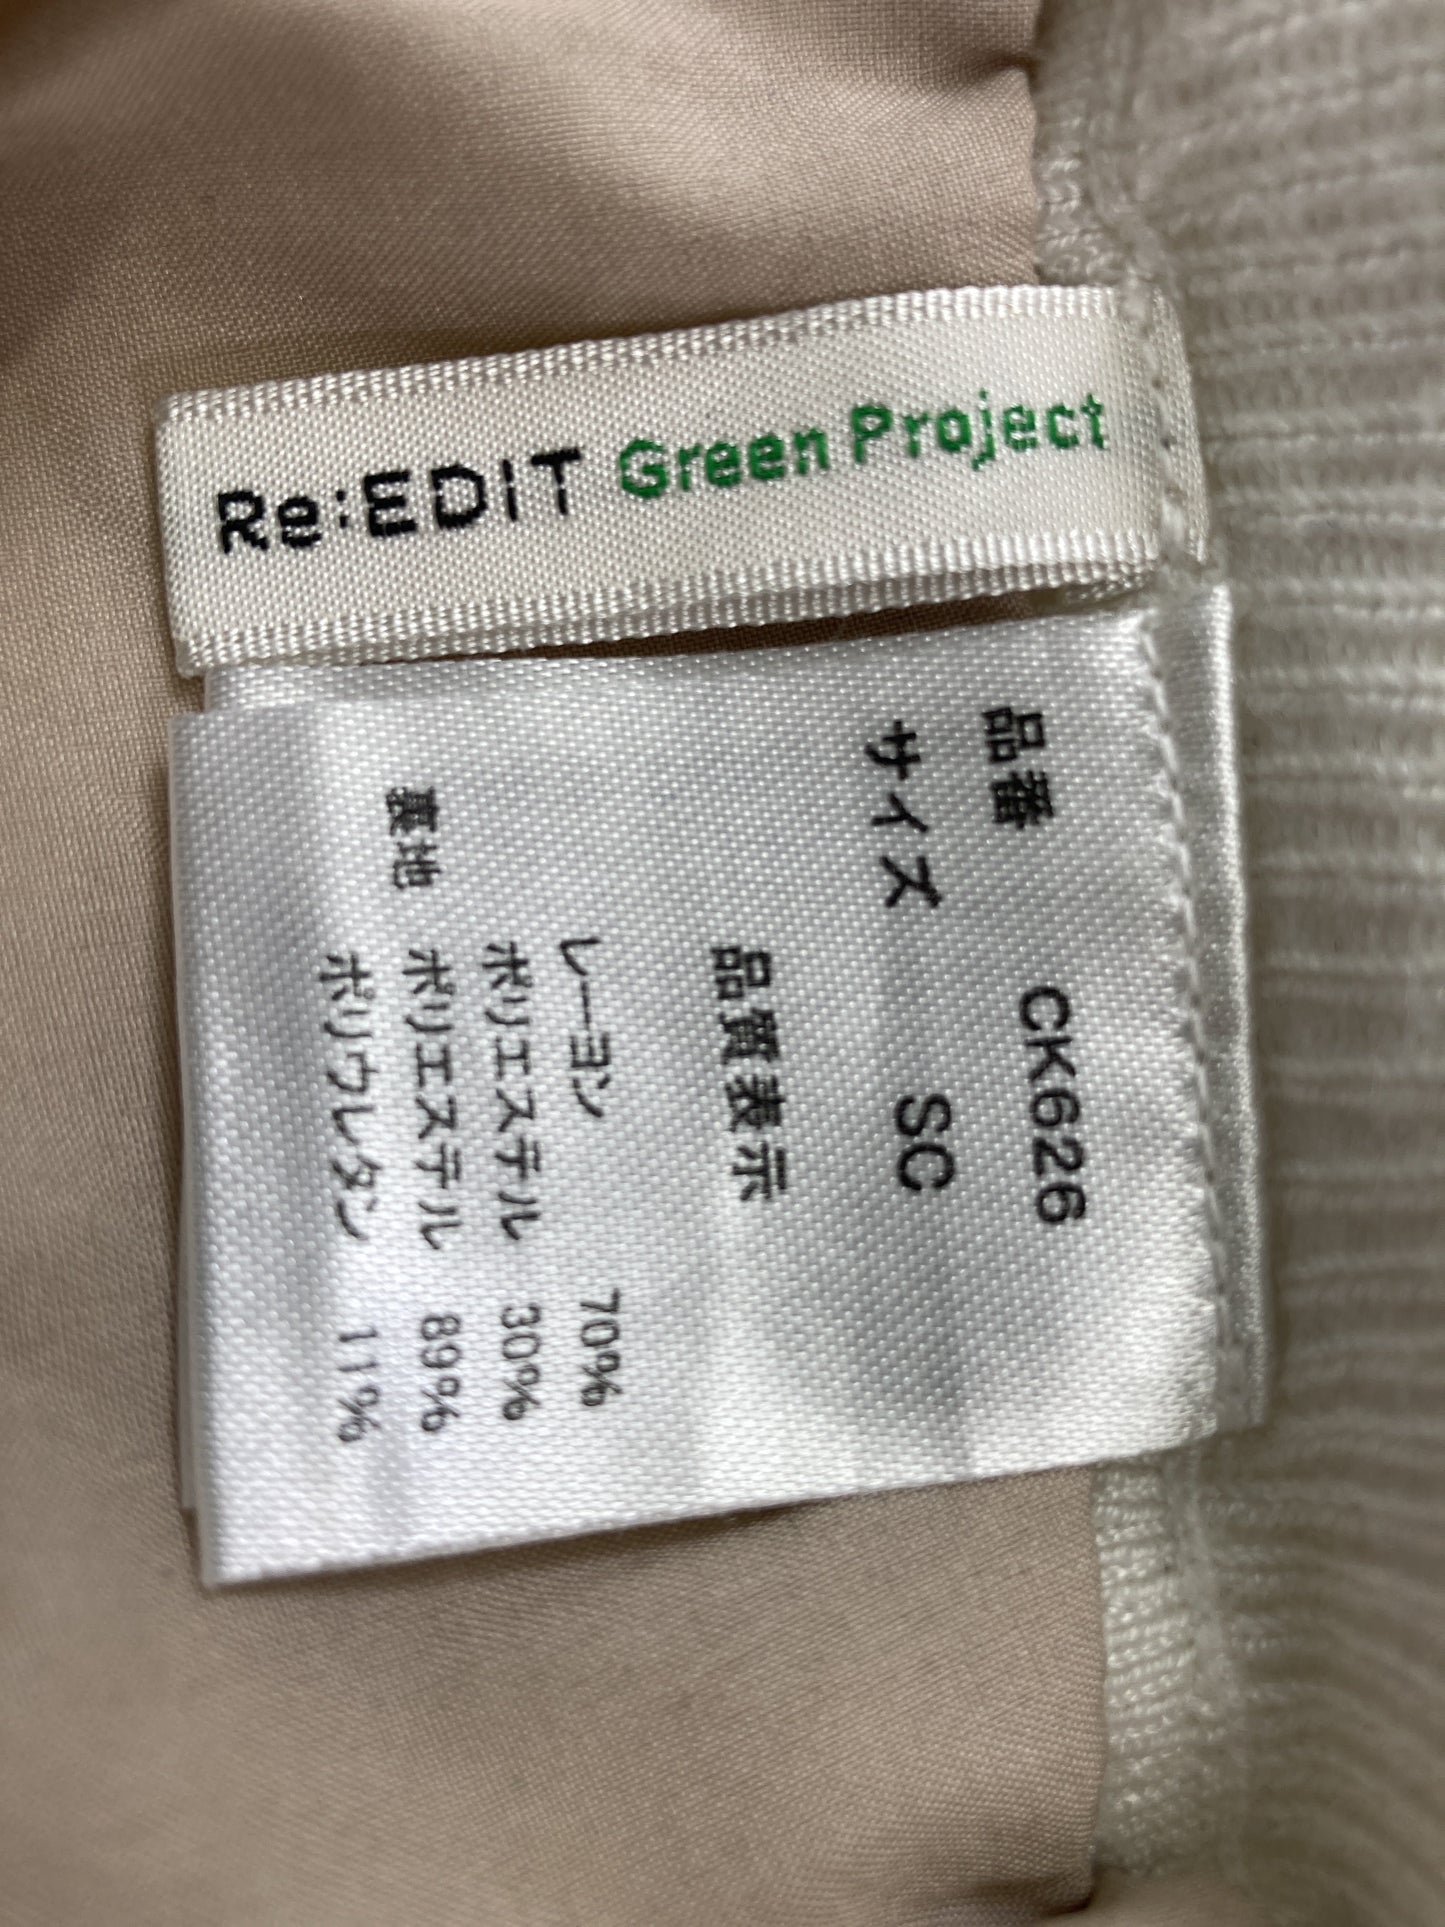 Re:EDIT Green Project
品番 CK626
サイズ SC
品質表示
レーヨン 70%
ポリエステル 30%
裏地 ポリエステル 89%
ポリウレタン 11%